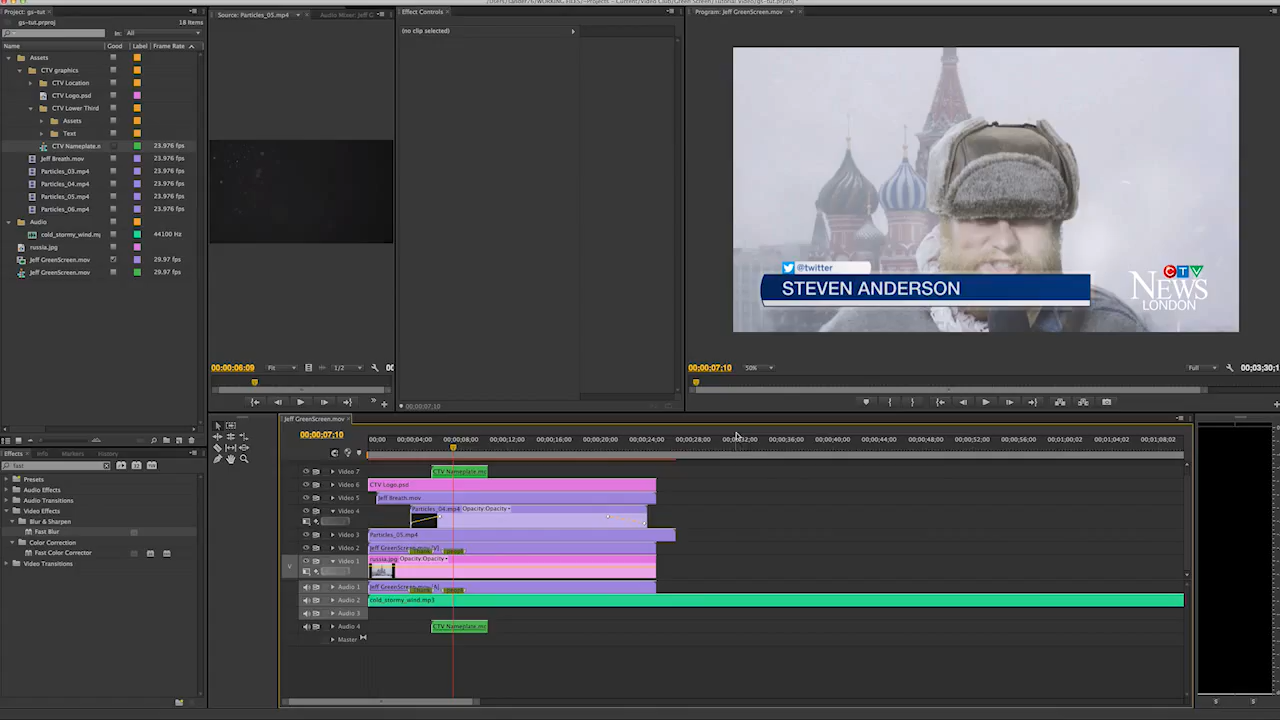 Project: gs-tut
gs-tut.prproj
18 Items
In: All
Name
Good
Label
Frame Rate
Assets
CTV graphics
CTV Location
CTV Logo.psd
CTV Lower Third
Assets
Text
CTV Nameplate.n
23.976 fps
Jeff Breath.mov
23.976 fps
Particles_03.mp4
23.976 fps
Particles_04.mp4
23.976 fps
Particles_05.mp4
23.976 fps
Particles_06.mp4
23.976 fps
Audio
cold_stormy_wind.mp
44100 Hz
russia.jpg
Jeff GreenScreen.mov
29.97 fps
Jeff GreenScreen.mov
29.97 fps
Source: Particles_05.mp4
Audio Mixer: Jeff G
00;00;06;09
Fit
1/2
00
Effect Controls
(no clip selected)
00;00;07;10
Program: Jeff GreenScreen.mov
@twitter
STEVEN ANDERSON
CTV
NEWS
LONDON
00;00;07;10
50%
Full
00;03;30;1
Effects
Info
Markers
History
fast
Presets
Audio Effects
Audio Transitions
Video Effects
Blur & Sharpen
Fast Blur
Color Correction
Fast Color Corrector
Video Transitions
Jeff GreenScreen.mov
00;00;07;10
00;00
00;00;04;00
00;00;08;00
00;00;12;00
00;00;16;00
00;00;20;00
00;00;24;00
00;00;28;00
00;00;32;00
00;00;36;00
00;00;40;00
00;00;44;00
00;00;48;00
00;00;52;00
00;00;56;00
00;01;00;02
00;01;04;02
00;01;08;02
Video 7
CTV Nameplate.mo
Video 6
CTV Logo.psd
Video 5
Jeff Breath.mov
Video 4
Particles_04.mp4 Opacity:Opacity
Video 3
Particles_05.mp4
Video 2
Jeff GreenScreen.mov [V]
Video 1
russia.jpg Opacity:Opacity
V
Audio 1
Jeff GreenScreen.mov [A]
Audio 2
cold_stormy_wind.mp3
Audio 3
Audio 4
CTV Nameplate.mo
Master
S
S